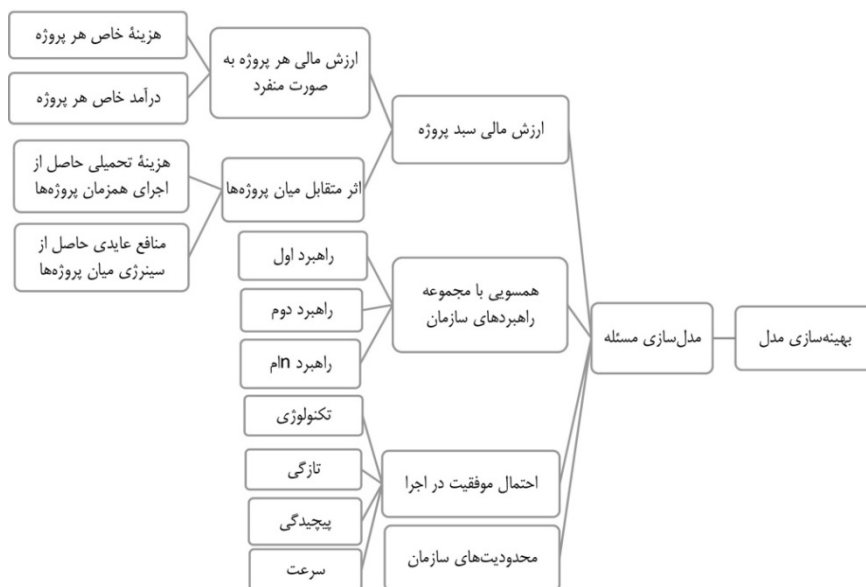 بهینه‌سازی مدل
مدل‌سازی مسئله
ارزش مالی سبد پروژه
ارزش مالی هر پروژه به
صورت منفرد
هزینهٔ خاص هر پروژه
درآمد خاص هر پروژه
اثر متقابل میان پروژه‌ها
هزینهٔ تحمیلی حاصل از
اجرای همزمان پروژه‌ها
منافع عایدی حاصل از
سینرژی میان پروژه‌ها
همسویی با مجموعه
راهبردهای سازمان
راهبرد اول
راهبرد دوم
راهبرد nام
احتمال موفقیت در اجرا
تکنولوژی
تازگی
پیچیدگی
سرعت
محدودیت‌های سازمان